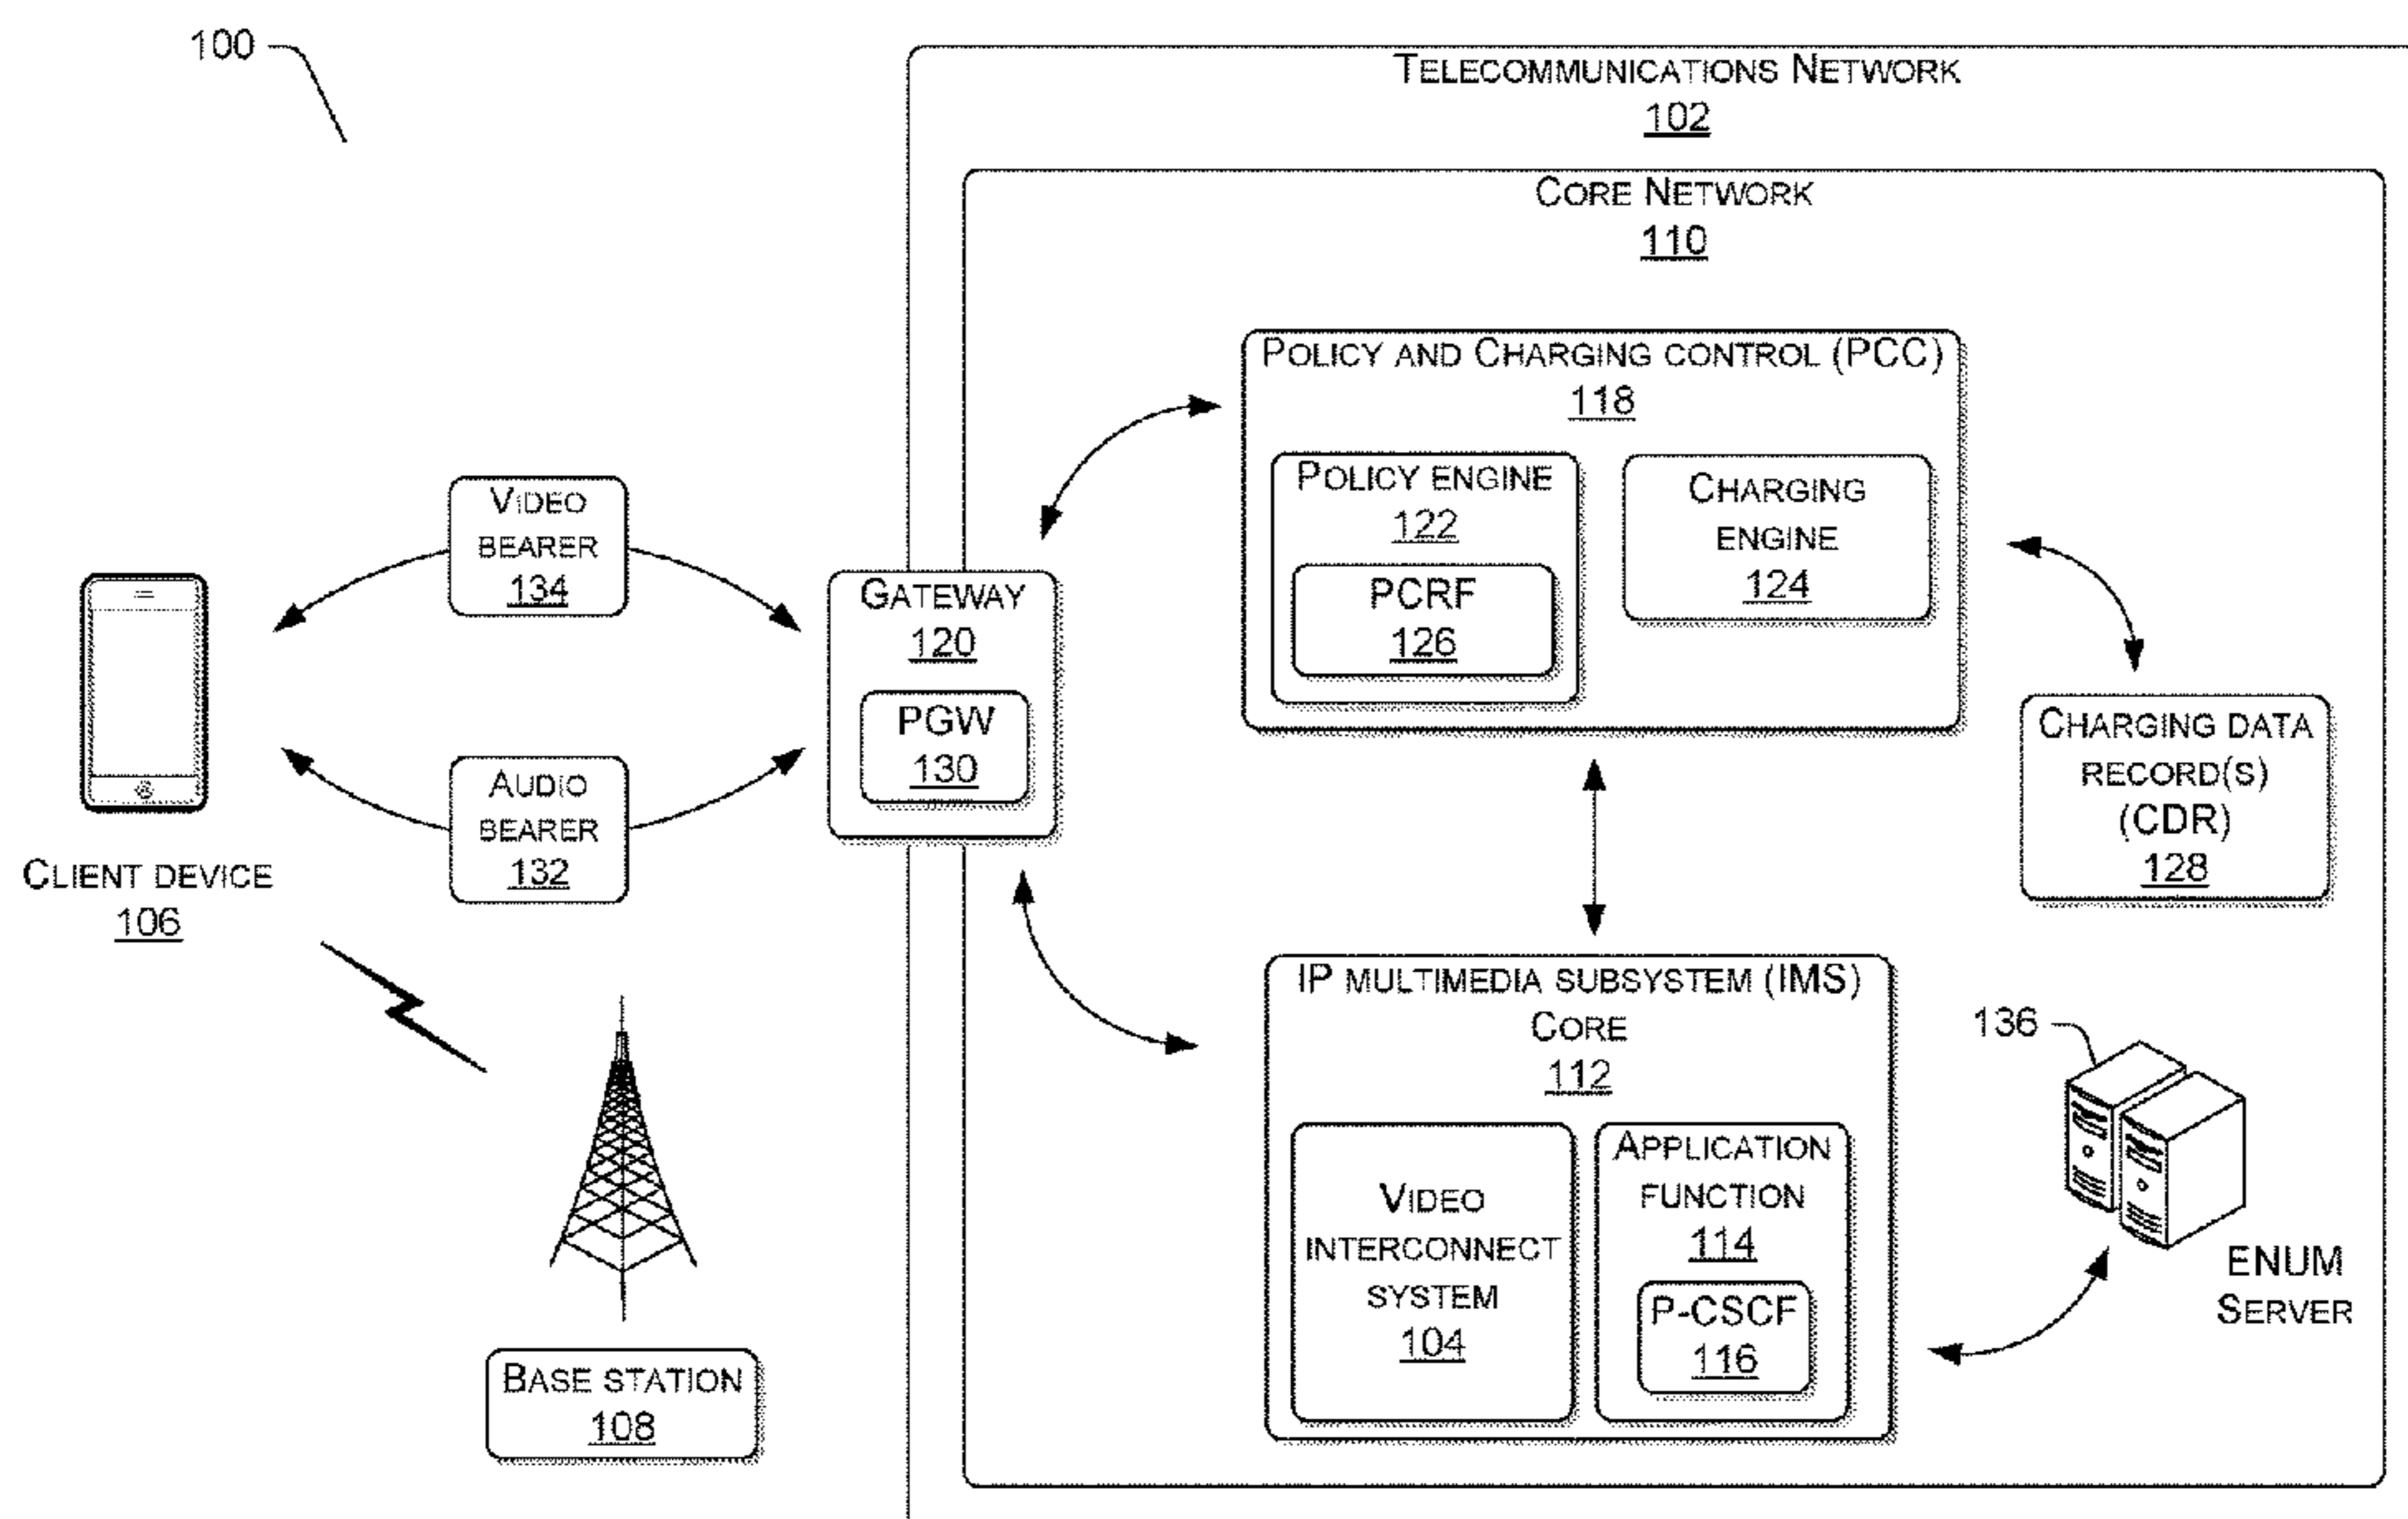 100
TELECOMMUNICATIONS NETWORK
102
CORE NETWORK
110
POLICY AND CHARGING CONTROL (PCC)
118
POLICY ENGINE
122
PCRF
126
CHARGING
ENGINE
124
VIDEO
BEARER
134
GATEWAY
120
PGW
130
AUDIO
BEARER
132
CLIENT DEVICE
106
CHARGING DATA
RECORD(S)
(CDR)
128
IP MULTIMEDIA SUBSYSTEM (IMS)
CORE
112
VIDEO
INTERCONNECT
SYSTEM
104
APPLICATION
FUNCTION
114
P-CSCF
116
136
ENUM
SERVER
BASE STATION
108